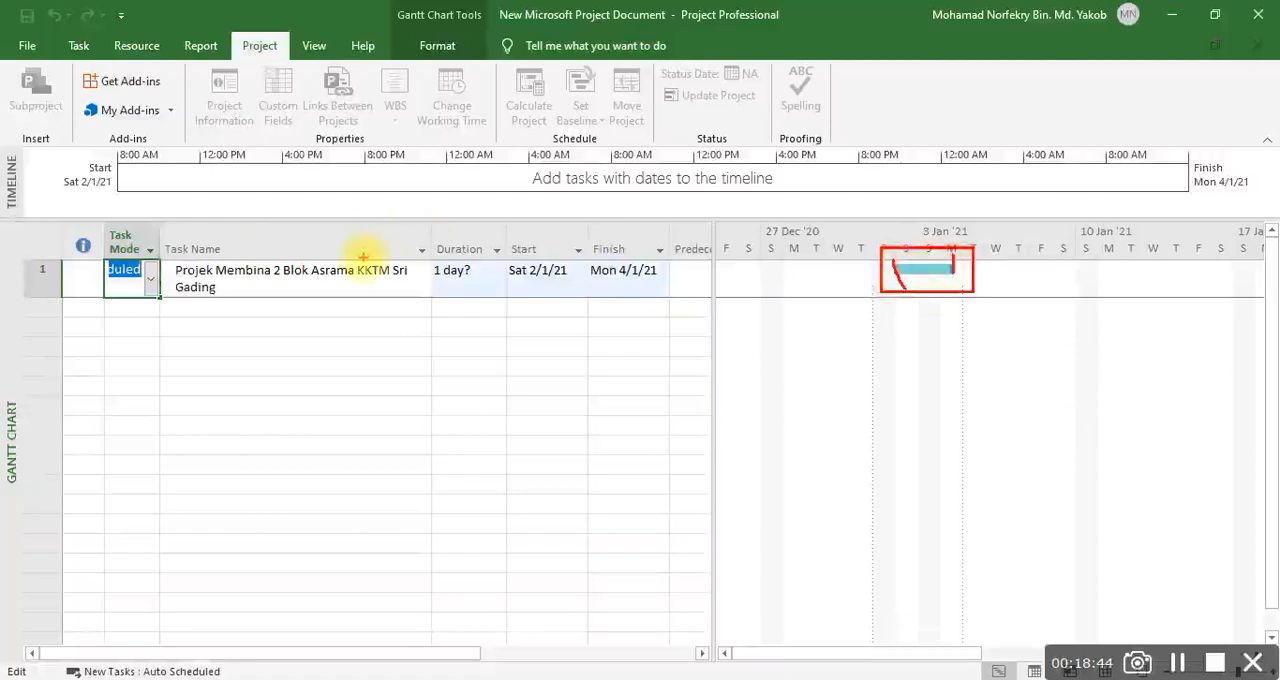 Gantt Chart Tools
New Microsoft Project Document - Project Professional
Mohamad Norfekry Bin. Md. Yakob MN
File Task Resource Report Project View Help Format Tell me what you want to do
Subproject
Get Add-ins
My Add-ins
Project Information
Custom Fields
Links Between Projects
WBS
Change Working Time
Calculate Project
Set Baseline
Move Project
Status Date: NA
Update Project
ABC
Spelling
Insert Add-ins Properties Schedule Status Proofing
TIMELINE
8:00 AM 12:00 PM 4:00 PM 8:00 PM 12:00 AM 4:00 AM 8:00 AM 12:00 PM 4:00 PM 8:00 PM 12:00 AM 4:00 AM 8:00 AM
Start
Sat 2/1/21
Add tasks with dates to the timeline
Finish
Mon 4/1/21
GANTT CHART
Task Mode
Task Name Duration Start Finish Predec
27 Dec '20 3 Jan '21 10 Jan '21 17 Ja
F S S M T W T F S S M T W T F S S M T W T F S S
1 duled Projek Membina 2 Blok Asrama KKTM Sri 1 day? Sat 2/1/21 Mon 4/1/21
Gading
00:18:44
Edit New Tasks : Auto Scheduled